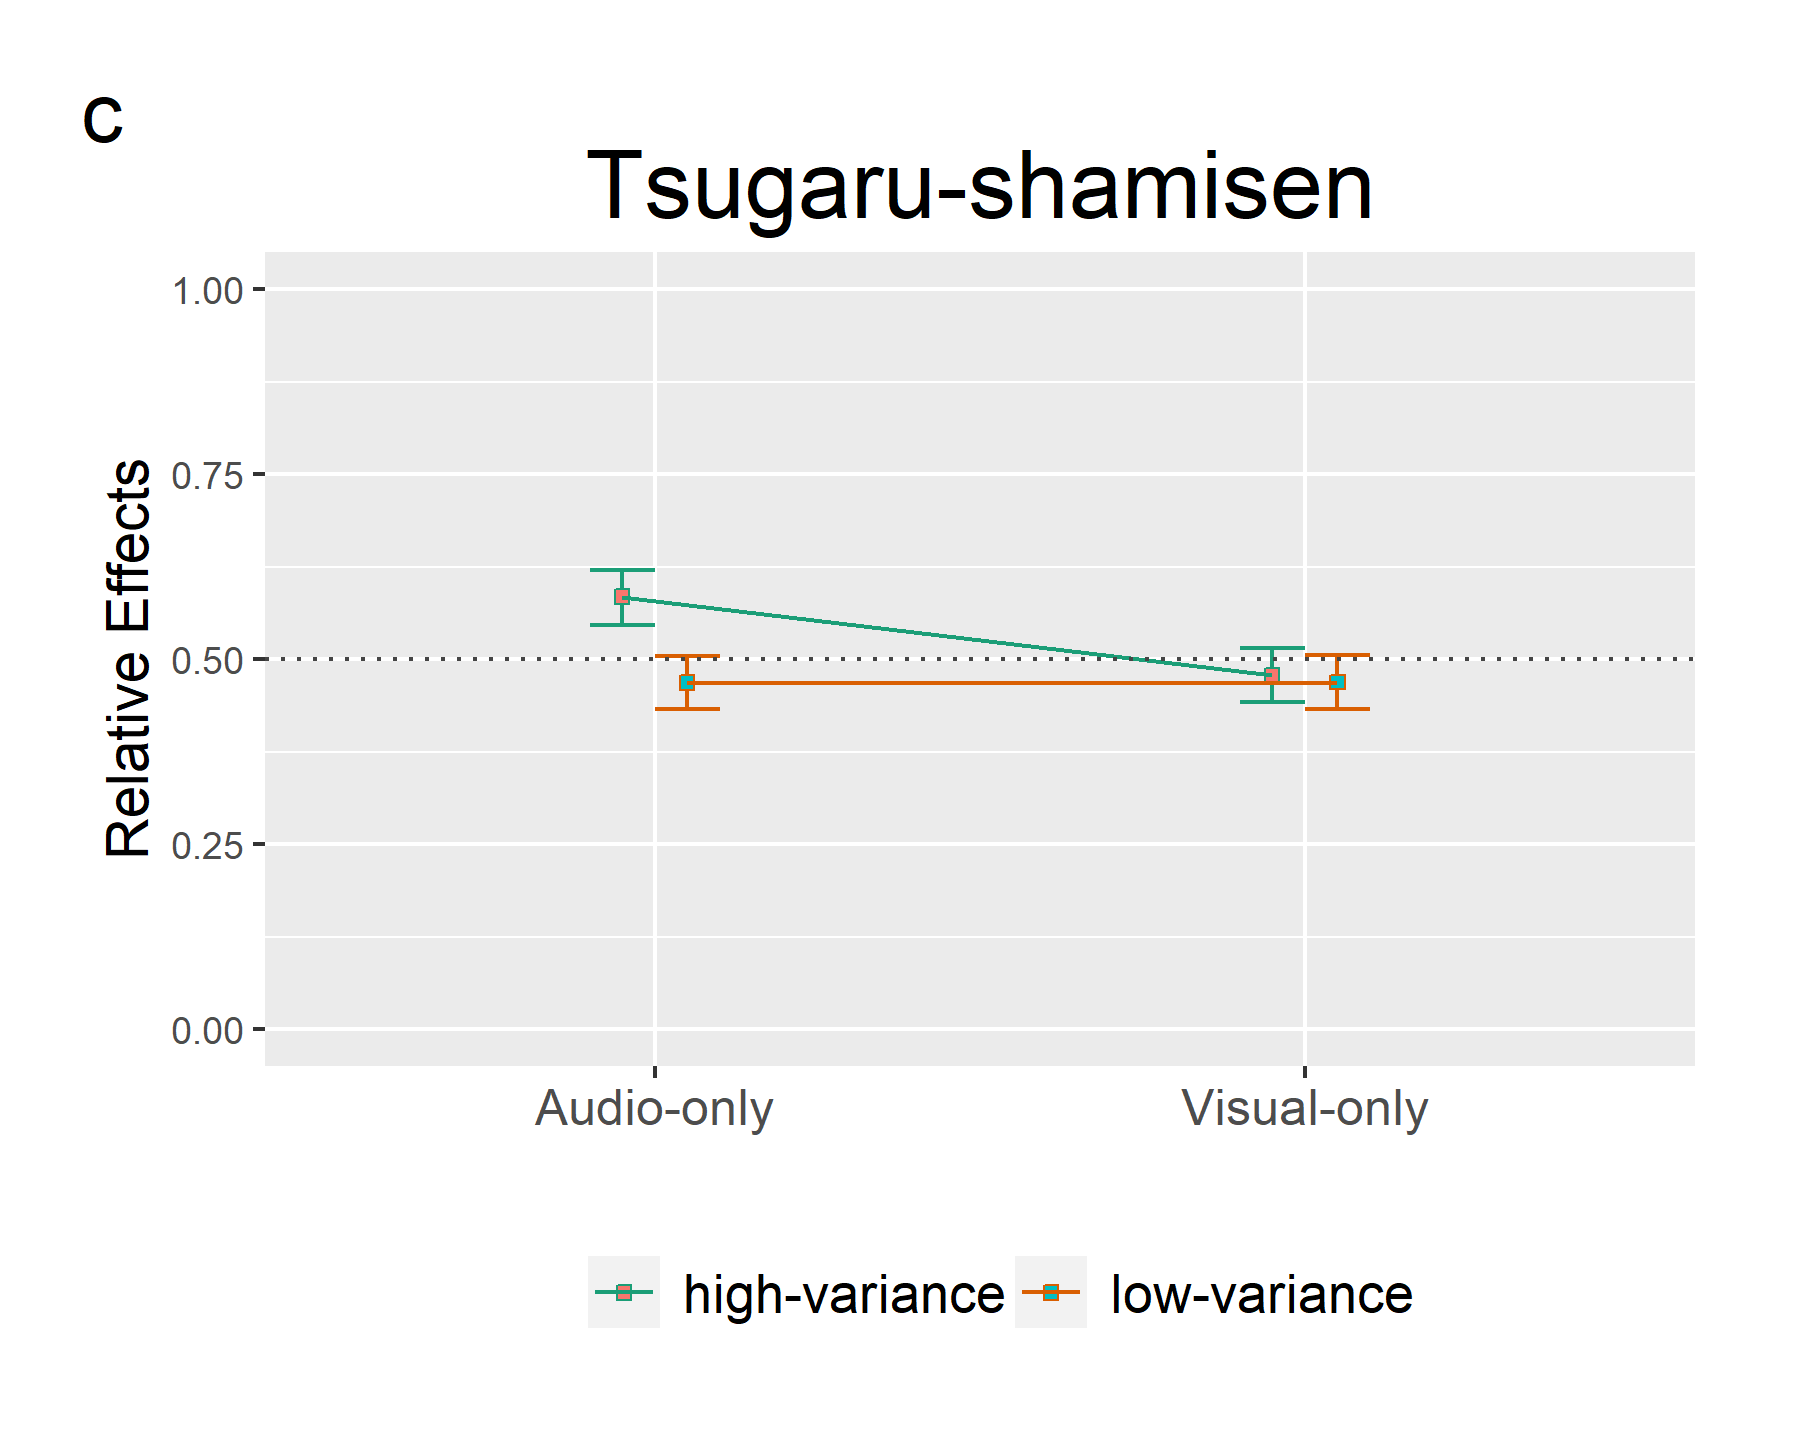 C
Tsugaru-shamisen
1.00
0.75
0.50
0.25
0.00
Relative Effects
Audio-only
Visual-only
high-variance
low-variance